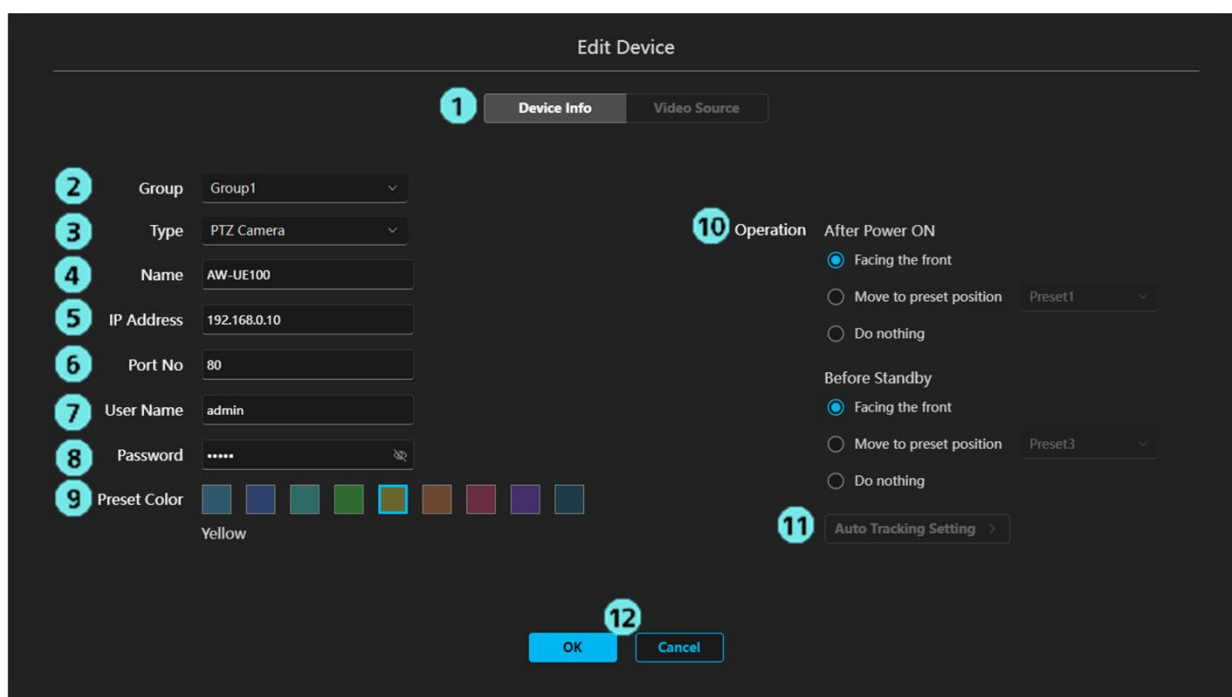 Edit Device
1 Device Info Video Source
2 Group Group1
3 Type PTZ Camera
4 Name AW-UE100
5 IP Address 192.168.0.10
6 Port No 80
7 User Name admin
8 Password •••••
9 Preset Color
Yellow
10 Operation After Power ON
Facing the front
Move to preset position Preset1
Do nothing
Before Standby
Facing the front
Move to preset position Preset3
Do nothing
11 Auto Tracking Setting >
12
OK Cancel